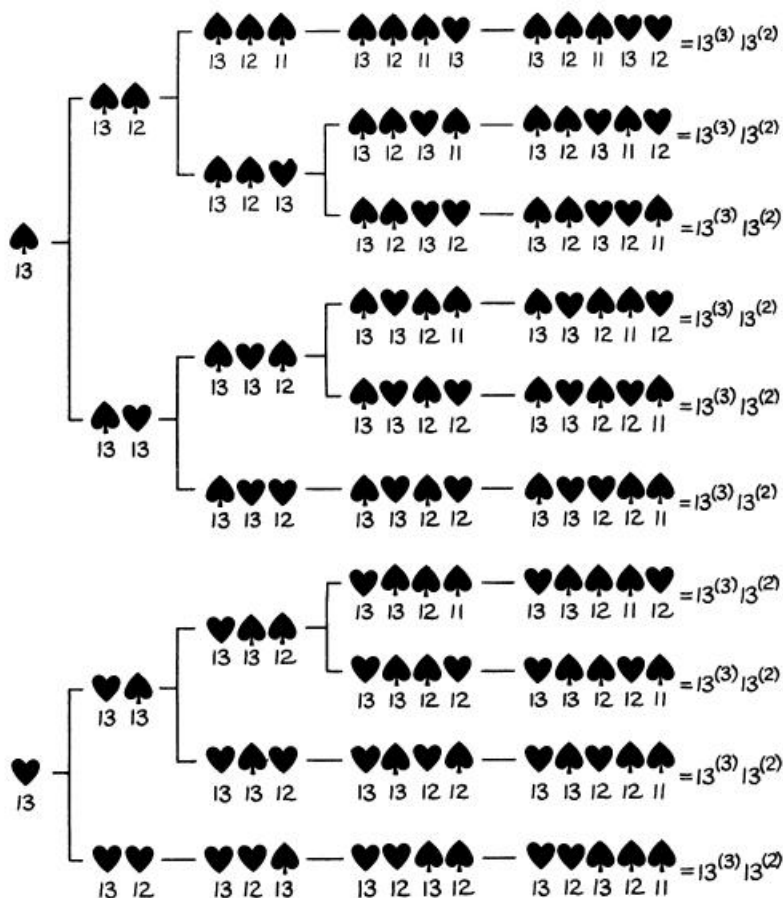 ♠♠♠ ♠♠♠♥ ♠♠♠♥♥ = 13⁽³⁾ 13⁽²⁾
13 12 11 13 12 11 13 13 12 11 13 12
♠♠
13 12
♠♠♥♠ ♠♠♥♠♥ = 13⁽³⁾ 13⁽²⁾
13 12 13 11 13 12 13 11 12
♠♠♥
13 12 13
♠♠♥♥ ♠♠♥♥♠ = 13⁽³⁾ 13⁽²⁾
13 12 13 12 13 12 13 12 11
♠
13
♠♥♠♠ ♠♥♠♠♥ = 13⁽³⁾ 13⁽²⁾
13 13 12 11 13 13 12 11 12
♠♥♠
13 13 12
♠♥♠♥ ♠♥♠♥♠ = 13⁽³⁾ 13⁽²⁾
13 13 12 12 13 13 12 12 11
♠♥
13 13
♠♥♥ ♠♥♠♥ ♠♥♥♠♠ = 13⁽³⁾ 13⁽²⁾
13 13 12 13 13 12 12 13 13 12 12 11
♥♠♠♠ ♥♠♠♠♥ = 13⁽³⁾ 13⁽²⁾
13 13 12 11 13 13 12 11 12
♥♠♠
13 13 12
♥♠♠♥ ♥♠♠♥♠ = 13⁽³⁾ 13⁽²⁾
13 13 12 12 13 13 12 12 11
♥♠
13 13
♥♠♥ ♥♠♥♠ ♥♠♥♠♠ = 13⁽³⁾ 13⁽²⁾
13 13 12 13 13 12 12 13 13 12 12 11
♥
13
♥♥ ♥♥♠ ♥♥♠♠ ♥♥♠♠♠ = 13⁽³⁾ 13⁽²⁾
13 12 13 12 13 13 12 13 12 13 12 13 12 11